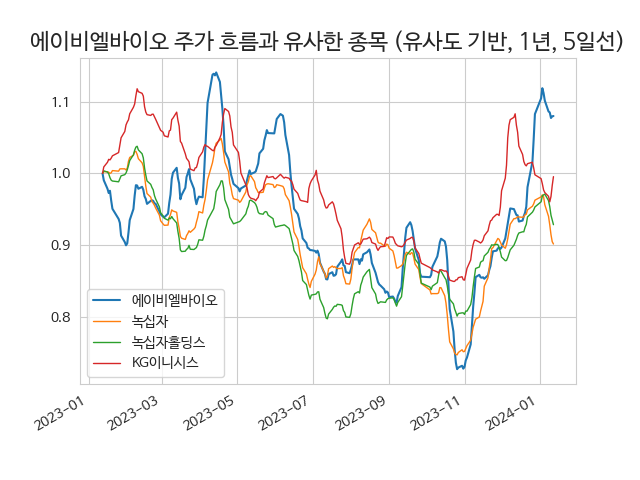 에이비엘바이오 주가 흐름과 유사한 종목 (유사도 기반, 1년, 5일선)
1.1
1.0
0.9
0.8
에이비엘바이오
녹십자
녹십자홀딩스
KG이니시스
2023-01
2023-03
2023-05
2023-07
2023-09
2023-11
2024-01